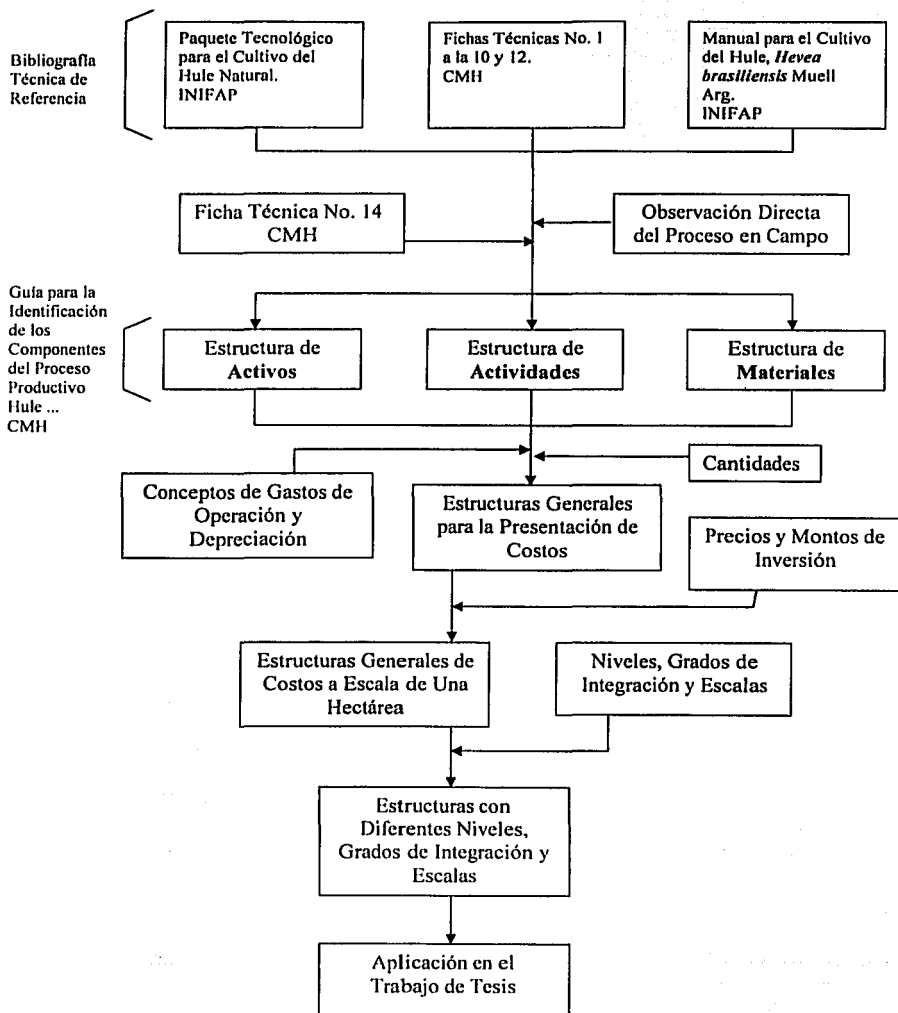 Bibliografía
Técnica de
Referencia
Paquete Tecnológico
para el Cultivo del
Hule Natural.
INIFAP
Fichas Técnicas No. 1
a la 10 y 12.
CMH
Manual para el Cultivo
del Hule, Hevea
brasiliensis Muell
Arg.
INIFAP
Ficha Técnica No. 14
CMH
Observación Directa
del Proceso en Campo
Guía para la
Identificación
de los
Componentes
del Proceso
Productivo
Hule ...
CMH
Estructura de
Activos
Estructura de
Actividades
Estructura de
Materiales
Conceptos de Gastos de
Operación y
Depreciación
Cantidades
Estructuras Generales
para la Presentación de
Costos
Precios y Montos de
Inversión
Estructuras Generales de
Costos a Escala de Una
Hectárea
Niveles, Grados de
Integración y Escalas
Estructuras con
Diferentes Niveles,
Grados de Integración y
Escalas
Aplicación en el
Trabajo de Tesis